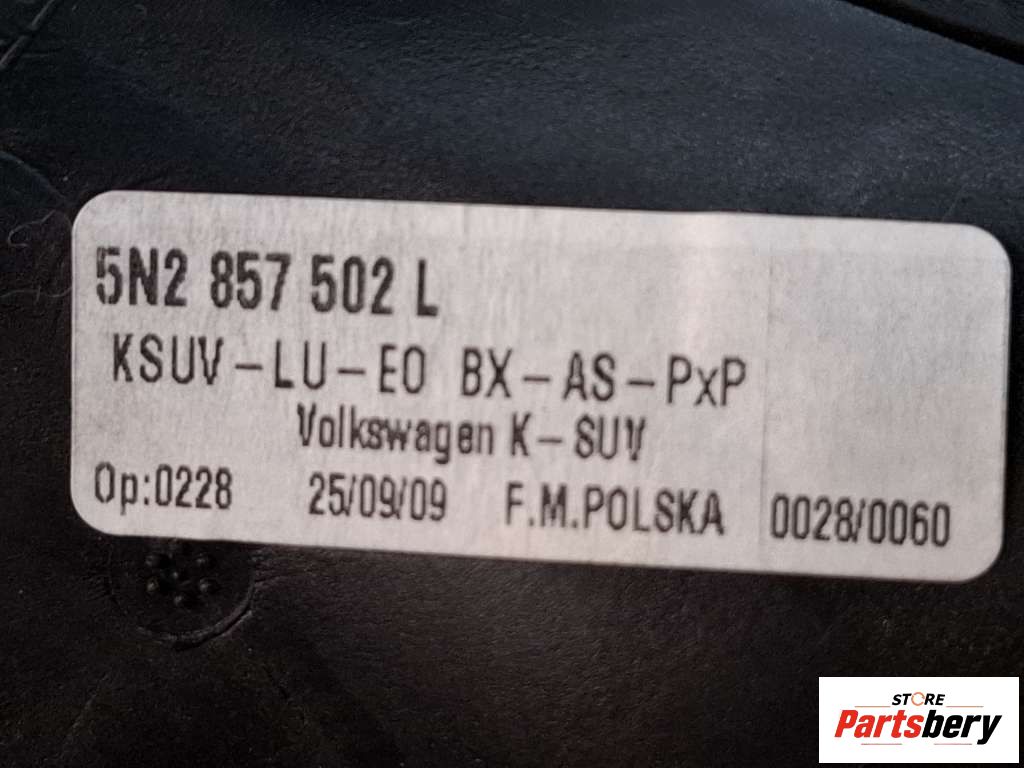 5N2 857 502 L
KSUV-LU-EO BX-AS-PxP
Volkswagen K-SUV
Op:0228 25/09/09 F.M.POLSKA 0028/0060
STORE
Partsbery